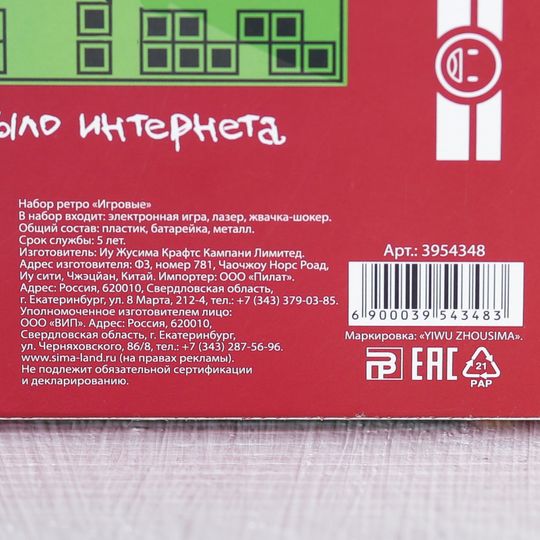 ыло интернета
Набор ретро «Игровые»
В набор входит: электронная игра, лазер, жвачка-шокер.
Общий состав: пластик, батарейка, металл.
Срок службы: 5 лет.
Изготовитель: Иу Жусима Крафтс Кампани Лимитед.
Адрес изготовителя: Ф3, номер 781, Чаочжоу Норс Роад,
Иу сити, Чжэцйан, Китай. Импортер: ООО «Пилат».
Адрес: Россия, 620010, Свердловская область,
г. Екатеринбург, ул. 8 Марта, 212-4, тел.: +7 (343) 379-03-85.
Уполномоченное изготовителем лицо:
ООО «ВИП». Адрес: Россия, 620010,
Свердловская область, г. Екатеринбург,
ул. Черняховского, 86/8, тел.: +7 (343) 287-56-96.
www.sima-land.ru (на правах рекламы).
Не подлежит обязательной сертификации
и декларированию.
Арт.: 3954348
6 900039 543483
Маркировка: «YIWU ZHOUSIMA».
EAC
21
PAP